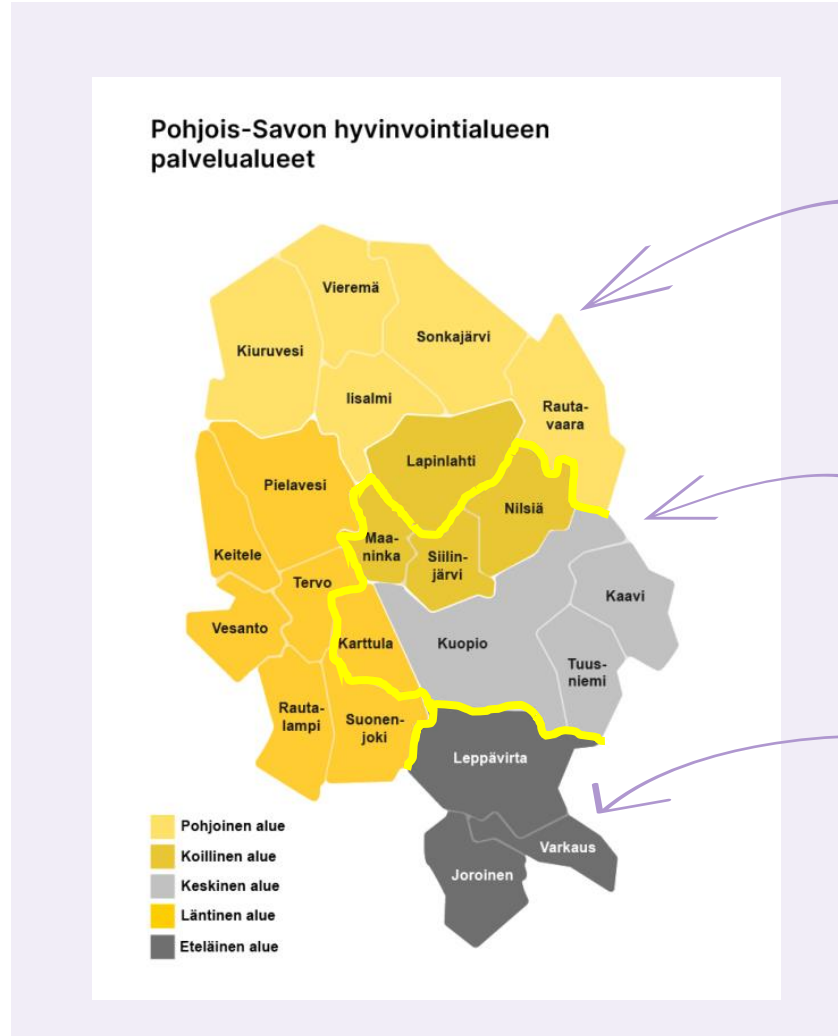 Pohjois-Savon hyvinvointialueen
palvelualueet
Vieremä
Sonkajärvi
Kiuruvesi
Iisalmi
Rauta-
vaara
Lapinlahti
Pielavesi
Nilsiä
Maa-
ninka
Keitele
Siilin-
järvi
Tervo
Kaavi
Vesanto
Karttula
Kuopio
Tuus-
niemi
Rauta-
lampi
Suonen-
joki
Leppävirta
Varkaus
Joroinen
Pohjoinen alue
Koillinen alue
Keskinen alue
Läntinen alue
Eteläinen alue